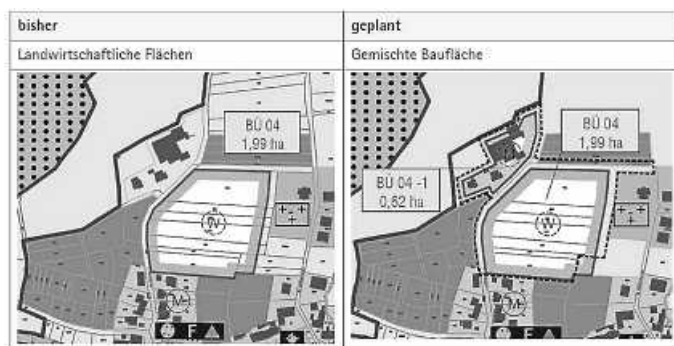 bisher
geplant
Landwirtschaftliche Flächen
Gemischte Baufläche
BÜ 04
1,99 ha
W
M
F
BÜ 04
1,99 ha
BÜ 04 -1
0,62 ha
W
M
F